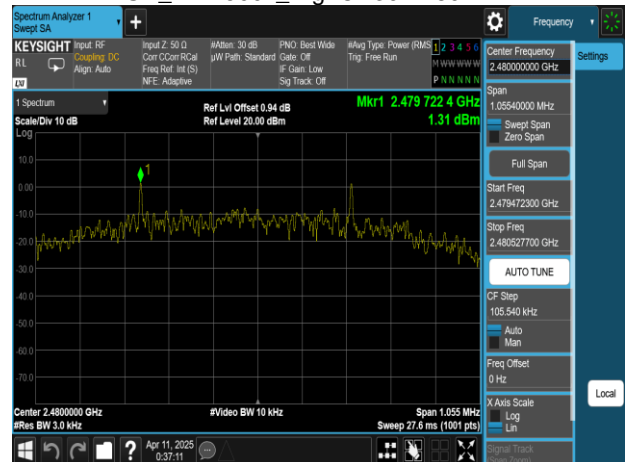 Spectrum Analyzer 1
Swept SA
+
Frequency
KEYSIGHT
RL
LXI
Input: RF
Coupling: DC
Align: Auto
Input Z: 50 Ω
Corr CCorr RCal
Freq Ref: Int (S)
NFE: Adaptive
#Atten: 30 dB
µW Path: Standard
PNO: Best Wide
Gate: Off
IF Gain: Low
Sig Track: Off
#Avg Type: Power (RMS
Trig: Free Run
1 2 3 4 5 6
M W W W W W
P N N N N N
Center Frequency
2.480000000 GHz
Settings
Span
1.05540000 MHz
Swept Span
Zero Span
Full Span
Start Freq
2.479472300 GHz
Stop Freq
2.480527700 GHz
AUTO TUNE
CF Step
105.540 kHz
Auto
Man
Freq Offset
0 Hz
X Axis Scale
Log
Lin
Signal Track
(Span Zoom)
Local
1 Spectrum
Scale/Div 10 dB
Log
Ref Lvl Offset 0.94 dB
Ref Level 20.00 dBm
Mkr1 2.479 722 4 GHz
1.31 dBm
1
10.0
0.00
-10.0
-20.0
-30.0
-40.0
-50.0
-60.0
-70.0
Center 2.4800000 GHz
#Res BW 3.0 kHz
#Video BW 10 kHz
Span 1.055 MHz
Sweep 27.6 ms (1001 pts)
?
Apr 11, 2025
0:37:11